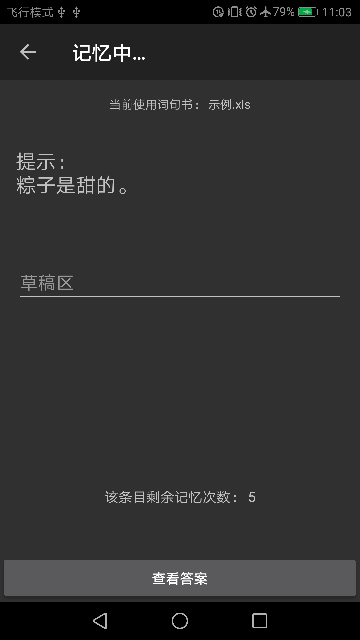 飞行模式 79% 11:03
记忆中...
当前使用词句书：示例.xls
提示：
粽子是甜的。
草稿区
该条目剩余记忆次数：5
查看答案